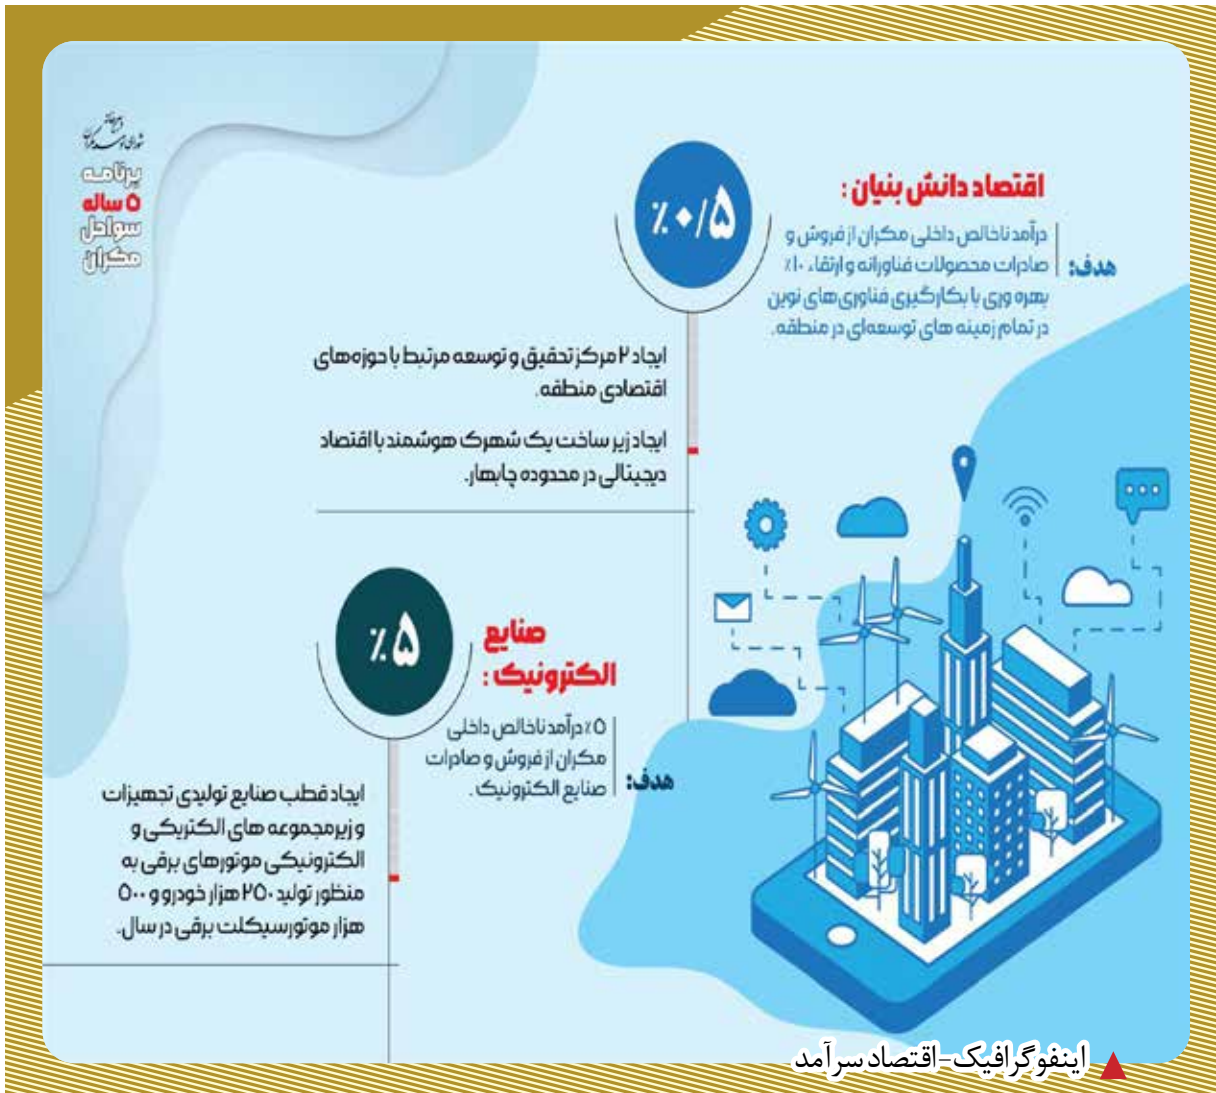 برنامه
۵ ساله
سواحل
مکران
اقتصاد دانش بنیان :
٪۰/۵
هدف:
درآمد ناخالص داخلی مکران از فروش و
صادرات محصولات فناورانه و ارتقاء ۱۰٪
بهره وری با بکارگیری فناوری های نوین
در تمام زمینه های توسعه‌ای در منطقه.
ایجاد ۲ مرکز تحقیق و توسعه مرتبط با حوزه‌های
اقتصادی منطقه.
ایجاد زیر ساخت یک شهرک هوشمند با اقتصاد
دیجیتالی در محدوده چابهار.
صنایع
الکترونیک :
٪۵
هدف:
۵٪ درآمد ناخالص داخلی
مکران از فروش و صادرات
صنایع الکترونیک .
ایجاد قطب صنایع تولیدی تجهیزات
و زیرمجموعه های الکتریکی و
الکترونیکی موتورهای برقی به
منظور تولید ۲۵۰ هزار خودرو و ۵۰۰
هزار موتورسیکلت برقی در سال.
اینفوگرافیک-اقتصاد سرآمد